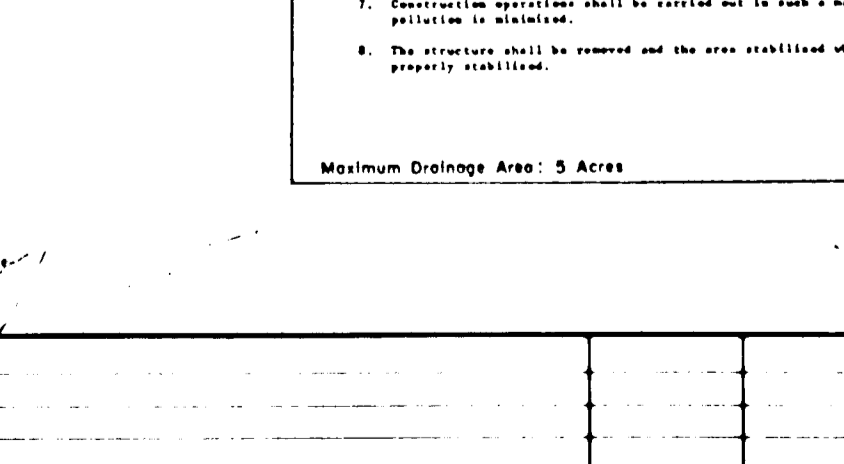 7. Construction operations shall be carried out in such a
pollution is minimized.
8. The structure shall be removed and the area stabilized
properly stabilized.
Maximum Drainage Area: 5 Acres